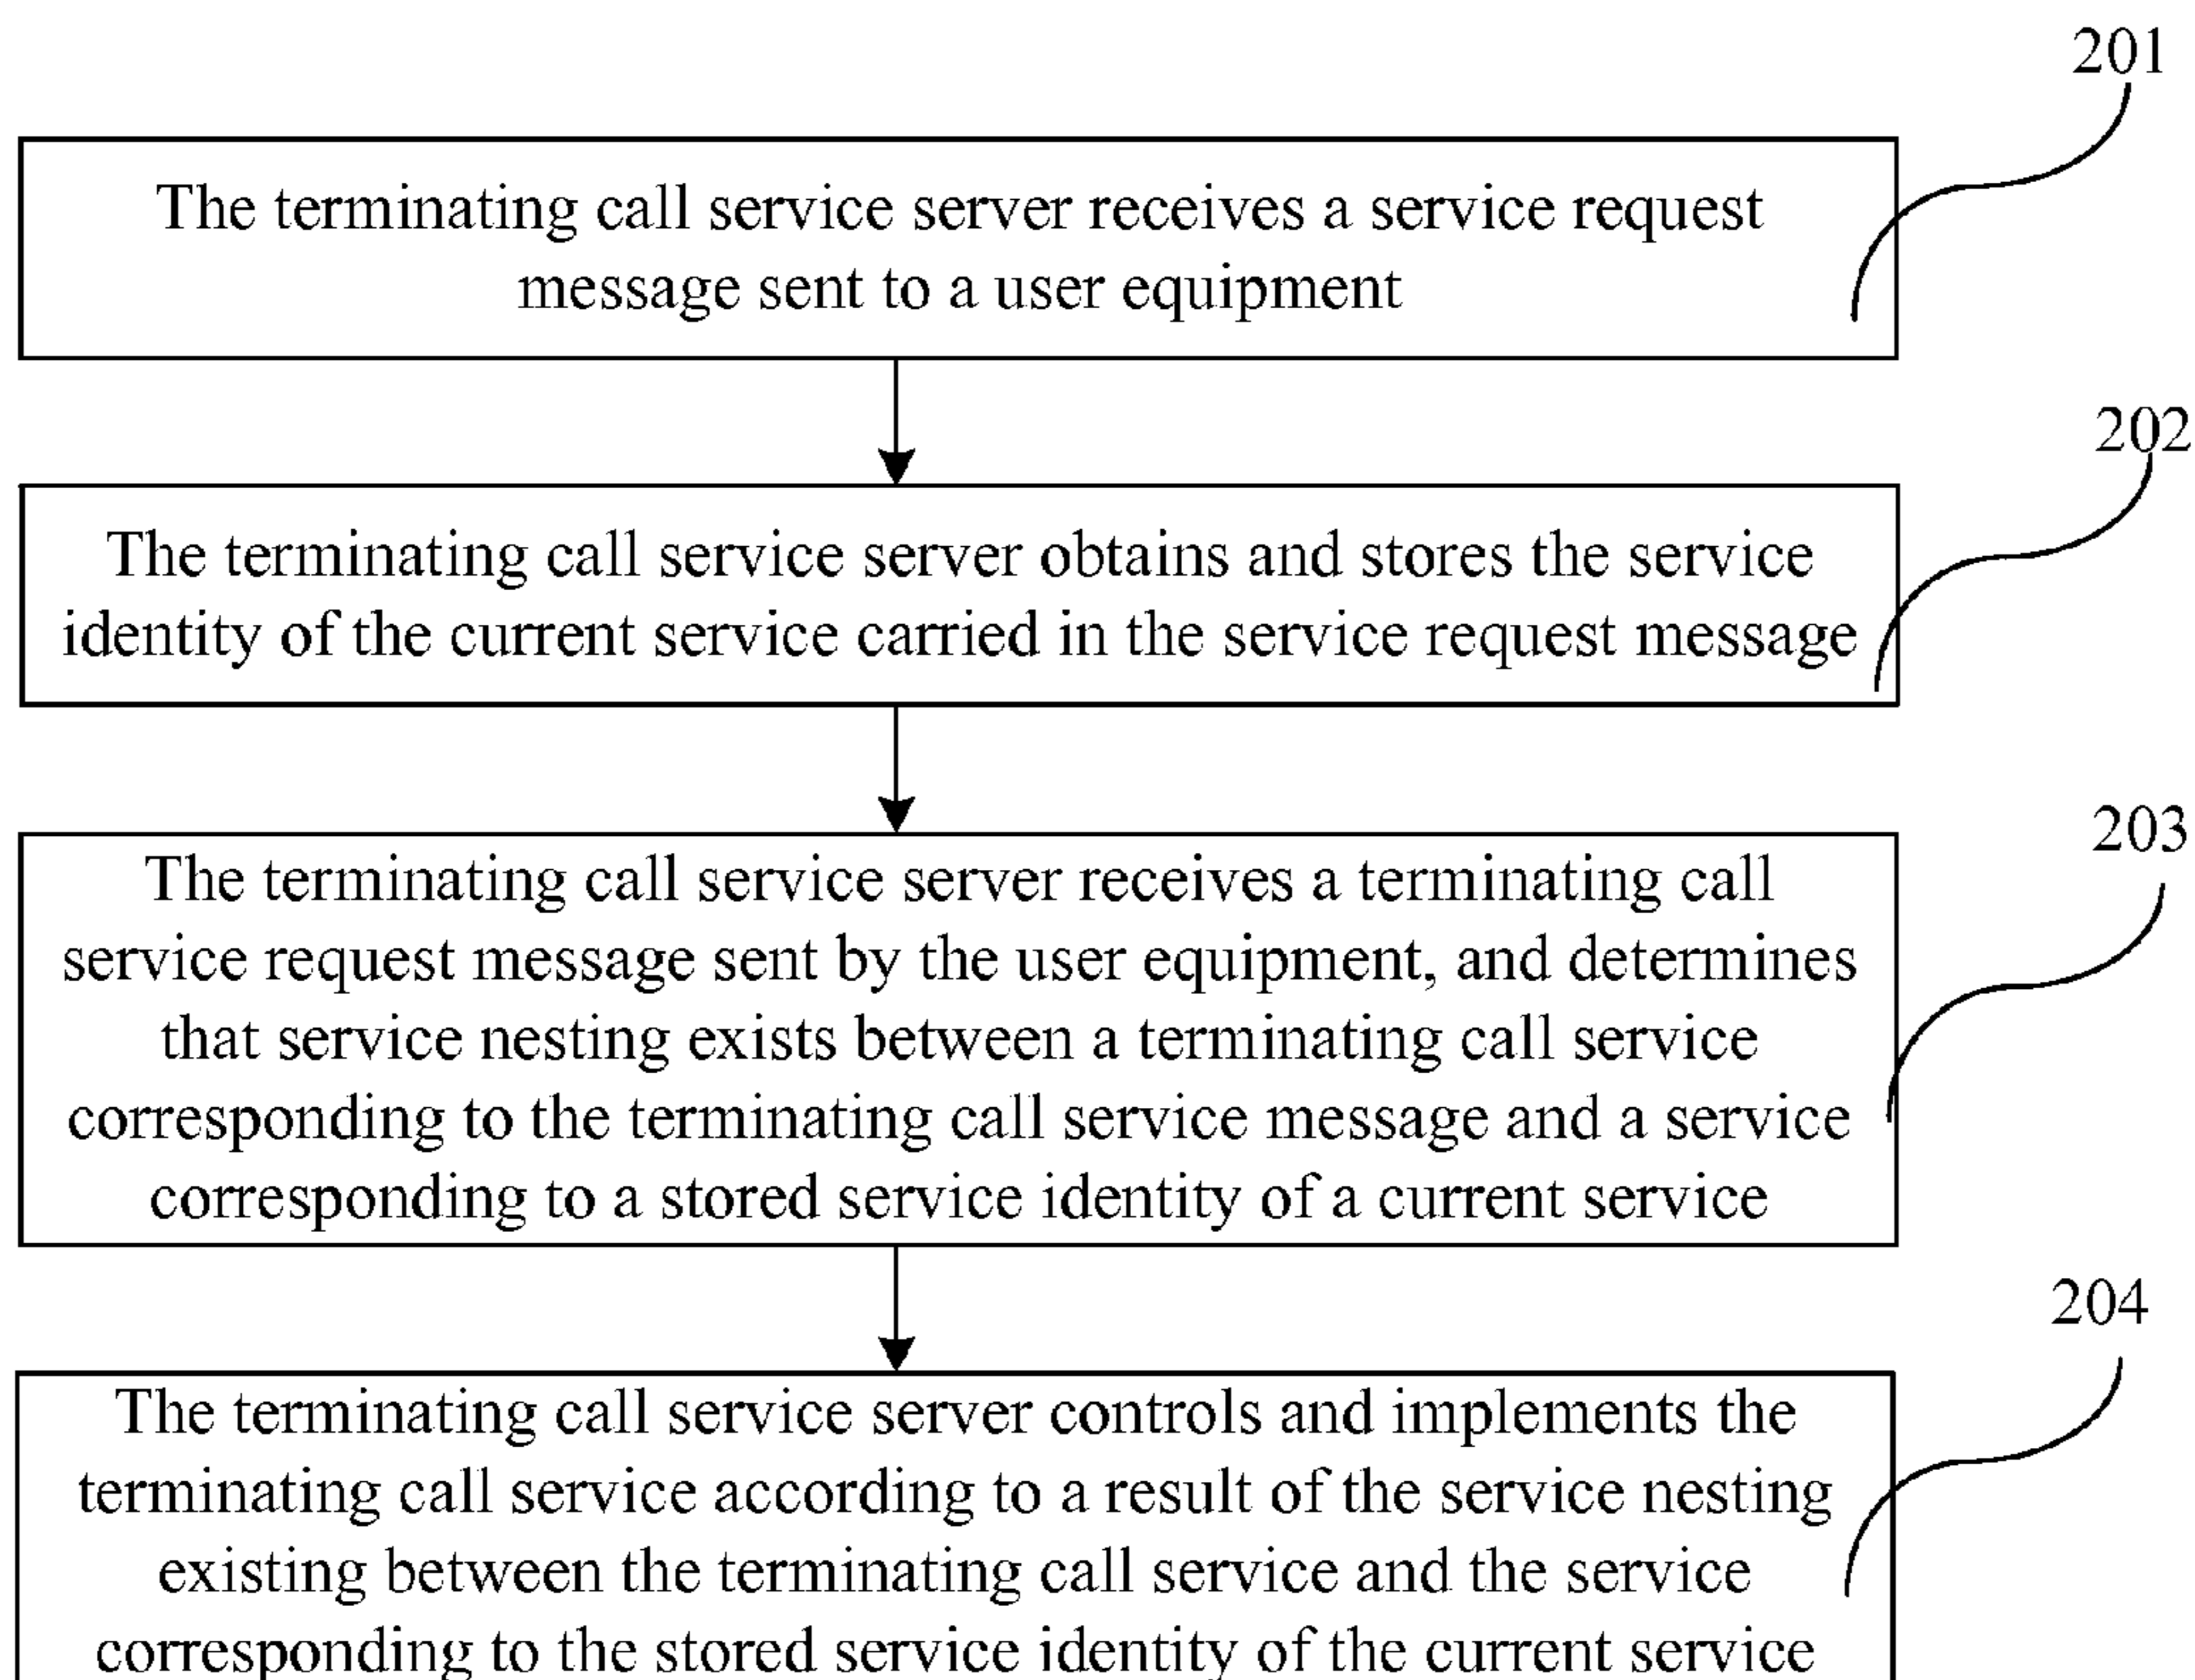 201
The terminating call service server receives a service request
message sent to a user equipment
202
The terminating call service server obtains and stores the service
identity of the current service carried in the service request message
203
The terminating call service server receives a terminating call
service request message sent by the user equipment, and determines
that service nesting exists between a terminating call service
corresponding to the terminating call service message and a service
corresponding to a stored service identity of a current service
204
The terminating call service server controls and implements the
terminating call service according to a result of the service nesting
existing between the terminating call service and the service
corresponding to the stored service identity of the current service